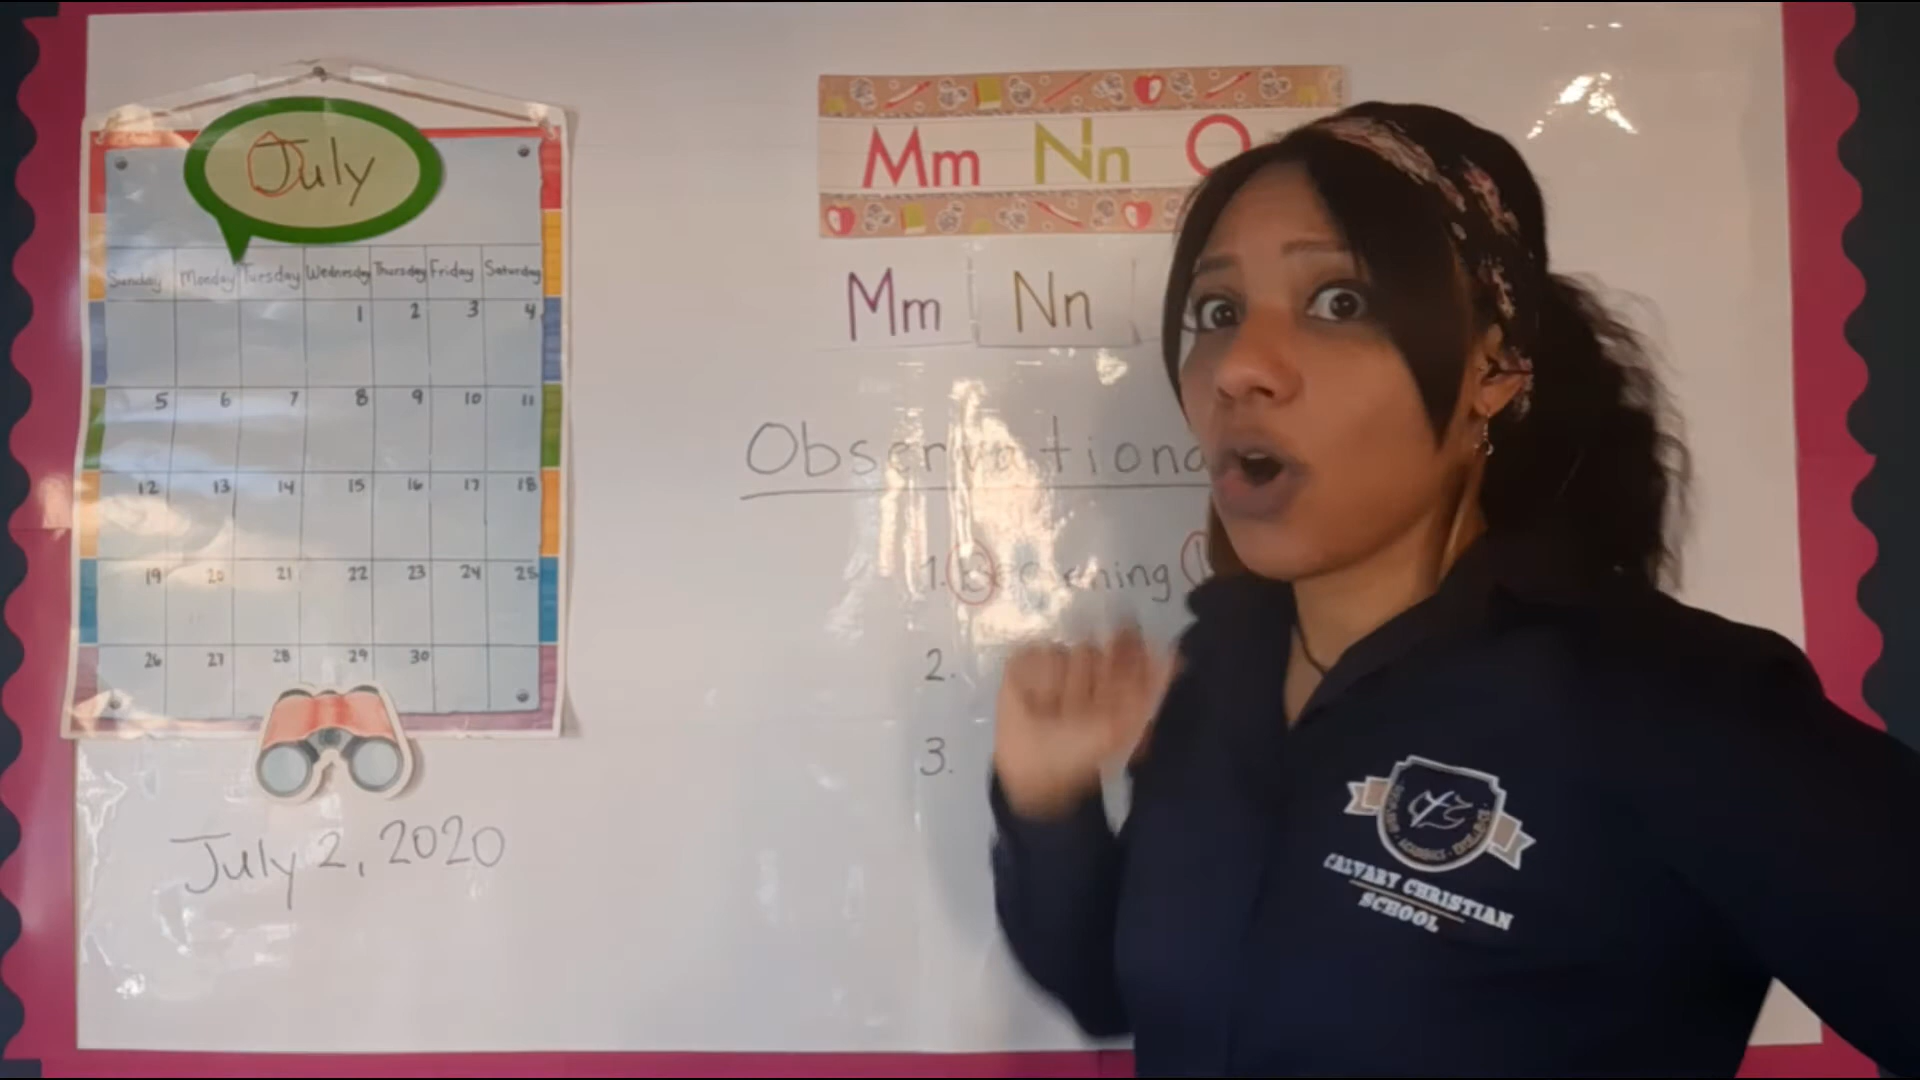 July
Sunday Monday Tuesday Wednesday Thursday Friday Saturday
1 2 3 4
5 6 7 8 9 10 11
12 13 14 15 16 17 18
19 20 21 22 23 24 25
26 27 28 29 30
July 2, 2020
Mm Nn O
Mm Nn
Observationa
1.
2.
3.
CALVARY CHRISTIAN
SCHOOL